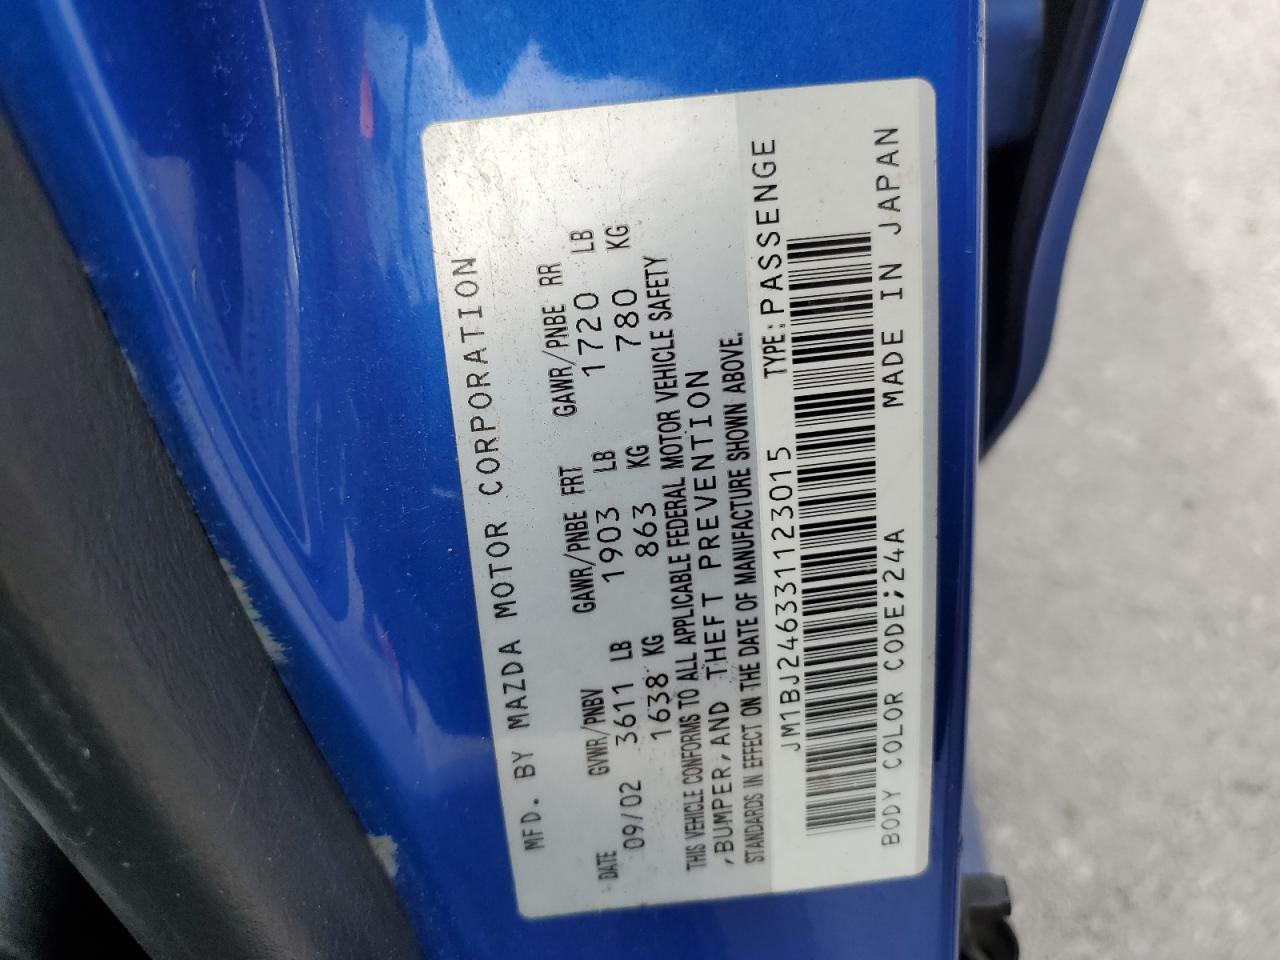 MFD. BY MAZDA MOTOR CORPORATION
DATE GVWR/PNBV GAWR/PNBE FRT GAWR/PNBE RR
09/02 3611 LB 1903 LB 1720 LB
1638 KG 863 KG 780 KG
THIS VEHICLE CONFORMS TO ALL APPLICABLE FEDERAL MOTOR VEHICLE SAFETY
,BUMPER,AND THEFT PREVENTION
STANDARDS IN EFFECT ON THE DATE OF MANUFACTURE SHOWN ABOVE.
JM1BJ246331123015 TYPE:PASSENGE
BODY COLOR CODE;24A MADE IN JAPAN